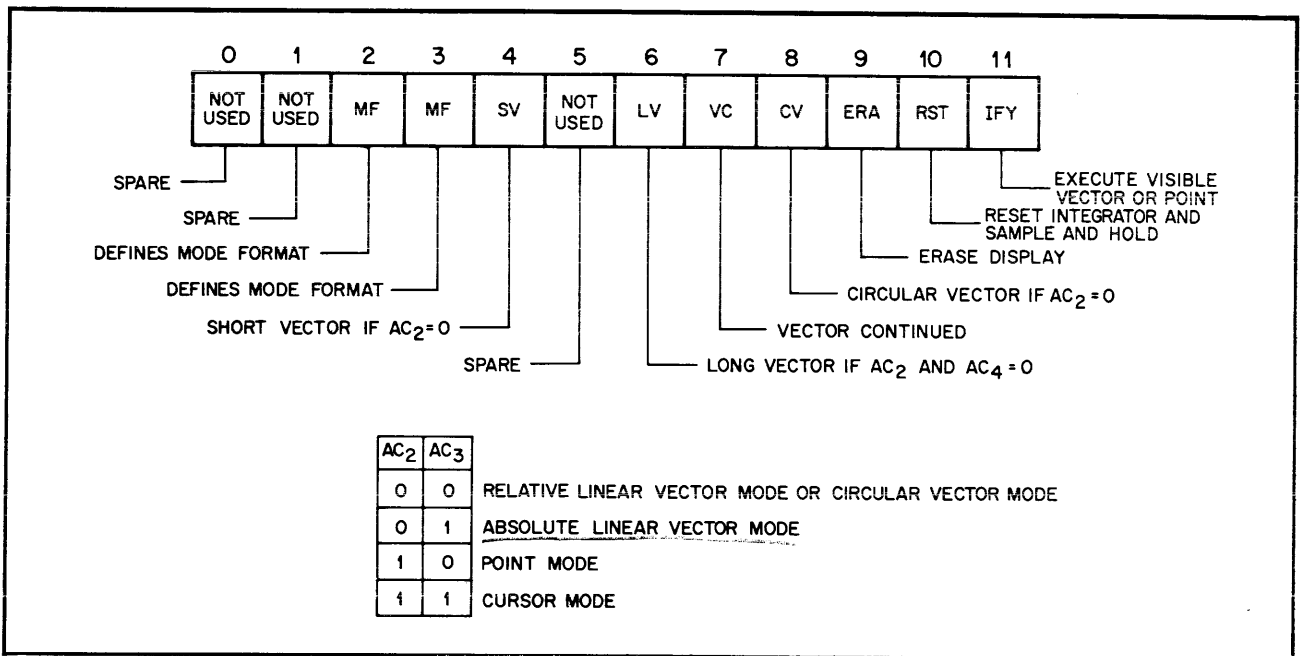 0 1 2 3 4 5 6 7 8 9 10 11
NOT USED NOT USED MF MF SV NOT USED LV VC CV ERA RST IFY
SPARE
EXECUTE VISIBLE
VECTOR OR POINT
SPARE
RESET INTEGRATOR AND
SAMPLE AND HOLD
DEFINES MODE FORMAT
ERASE DISPLAY
DEFINES MODE FORMAT
CIRCULAR VECTOR IF AC2=0
SHORT VECTOR IF AC2=0
VECTOR CONTINUED
SPARE
LONG VECTOR IF AC2 AND AC4=0
AC2 AC3
0 0 RELATIVE LINEAR VECTOR MODE OR CIRCULAR VECTOR MODE
0 1 ABSOLUTE LINEAR VECTOR MODE
1 0 POINT MODE
1 1 CURSOR MODE